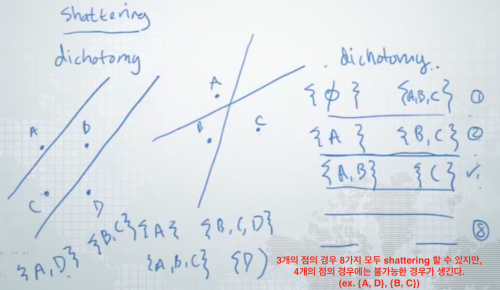 shattering
dichotomy
A
B
C
D
A
B
C
dichotomy..
{ϕ} {A,B,C} ①
{A} {B,C} ②
{A,B} {C} ✓
⑧
{A,D} {B,C} {A} {B,C,D}
{A,B,C} {D}
3개의 점의 경우 8가지 모두 shattering 할 수 있지만,
4개의 점의 경우에는 불가능한 경우가 생긴다.
(ex. {A, D}, {B, C})